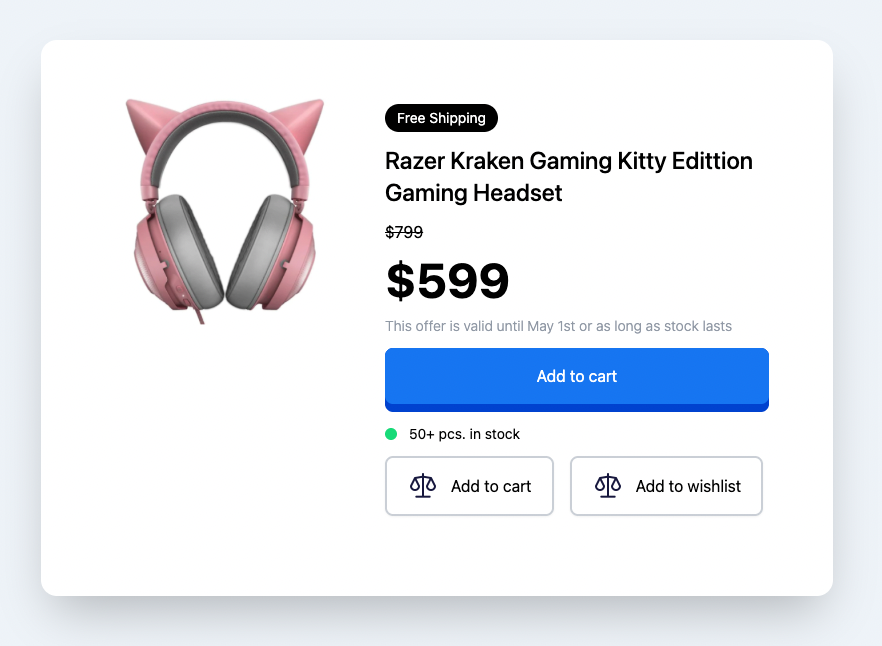 Free Shipping
Razer Kraken Gaming Kitty Edittion
Gaming Headset
$799
$599
This offer is valid until May 1st or as long as stock lasts
Add to cart
50+ pcs. in stock
Add to cart
Add to wishlist